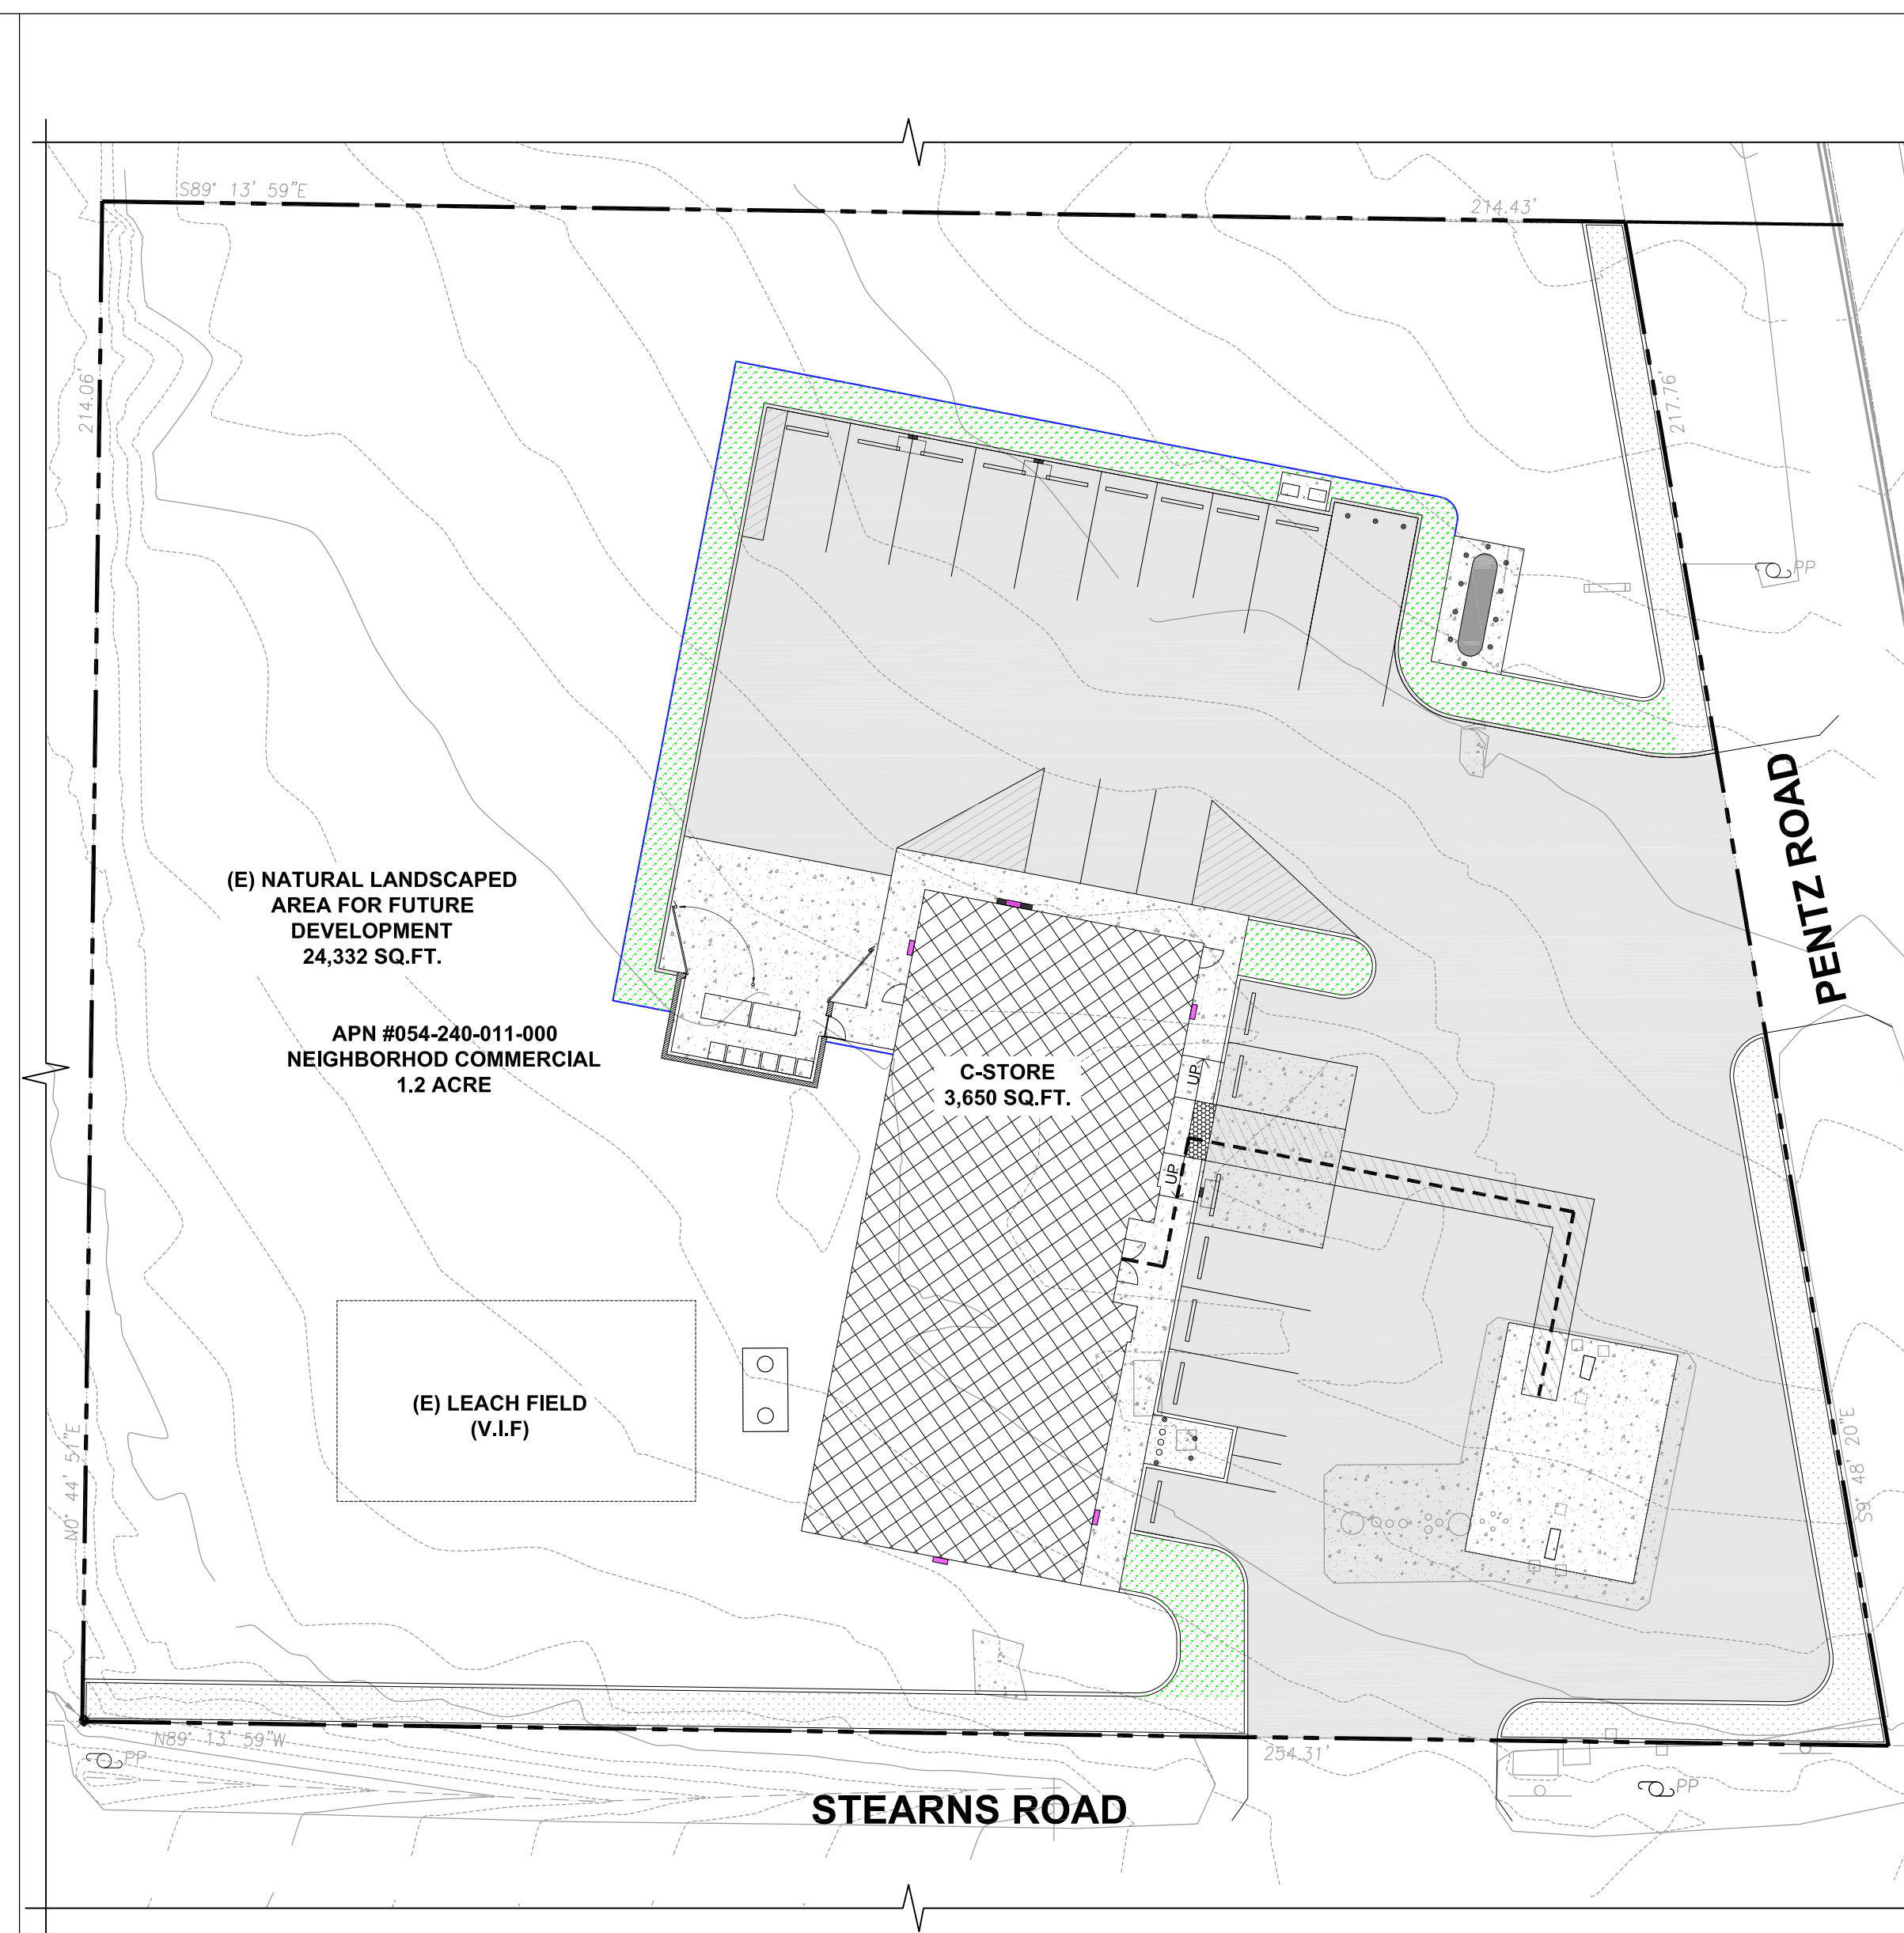 S89° 13' 59"E
214.43'
214.06'
217.76'
PP
PENTZ ROAD
(E) NATURAL LANDSCAPED
AREA FOR FUTURE
DEVELOPMENT
24,332 SQ.FT.
APN #054-240-011-000
NEIGHBORHOD COMMERCIAL
1.2 ACRE
C-STORE
3,650 SQ.FT.
UP
UP
(E) LEACH FIELD
(V.I.F)
N0° 44' 51"E
S9° 48' 20"E
N89° 13' 59"W
254.31'
PP
PP
STEARNS ROAD